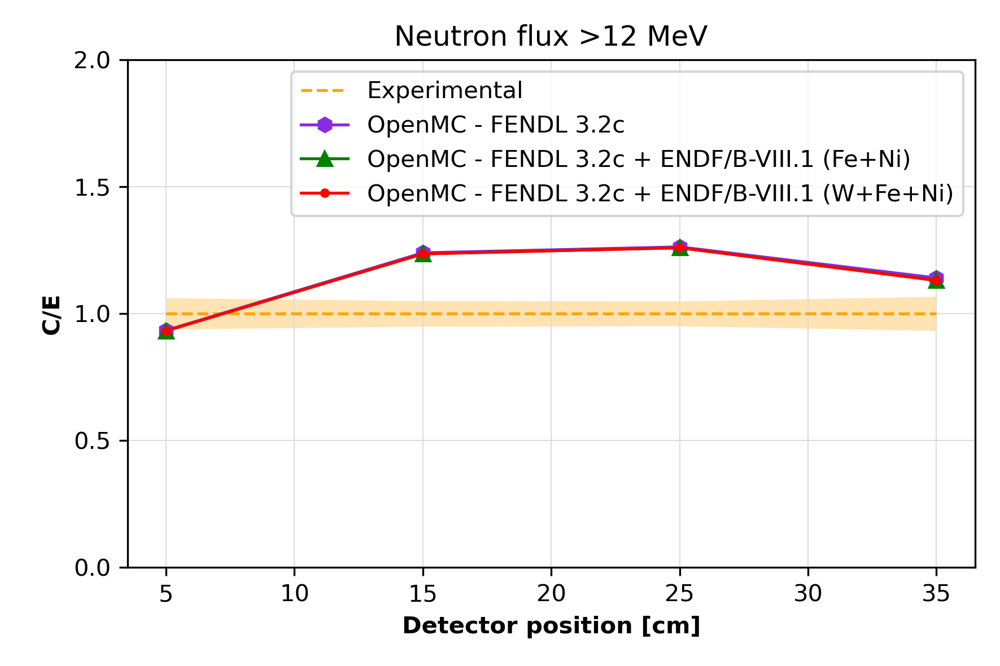 Neutron flux >12 MeV
2.0
1.5
1.0
0.5
0.0
C/E
Experimental
OpenMC - FENDL 3.2c
OpenMC - FENDL 3.2c + ENDF/B-VIII.1 (Fe+Ni)
OpenMC - FENDL 3.2c + ENDF/B-VIII.1 (W+Fe+Ni)
5 10 15 20 25 30 35
Detector position [cm]